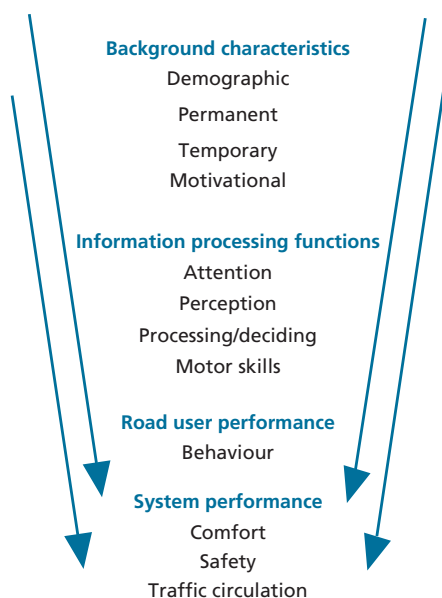 Background characteristics
Demographic
Permanent
Temporary
Motivational
Information processing functions
Attention
Perception
Processing/deciding
Motor skills
Road user performance
Behaviour
System performance
Comfort
Safety
Traffic circulation